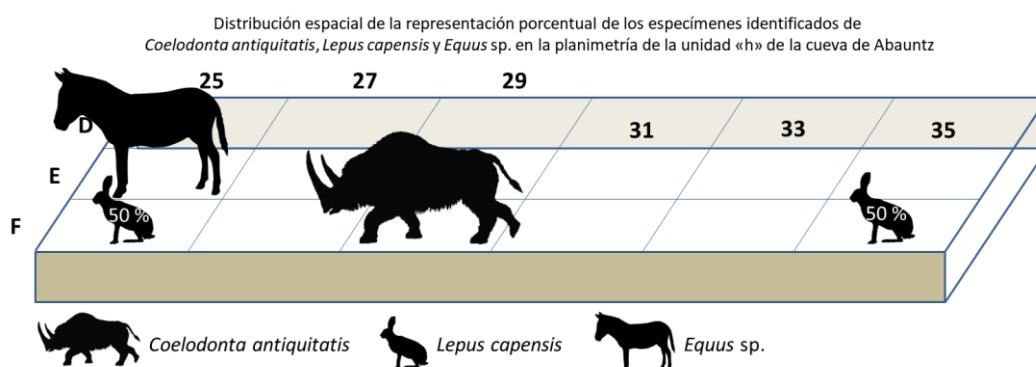 Distribución espacial de la representación porcentual de los especímenes identificados de
Coelodonta antiquitatis, Lepus capensis y Equus sp. en la planimetría de la unidad «h» de la cueva de Abauntz
25 27 29
D 31 33 35
E
50 % 50 %
F
Coelodonta antiquitatis Lepus capensis Equus sp.